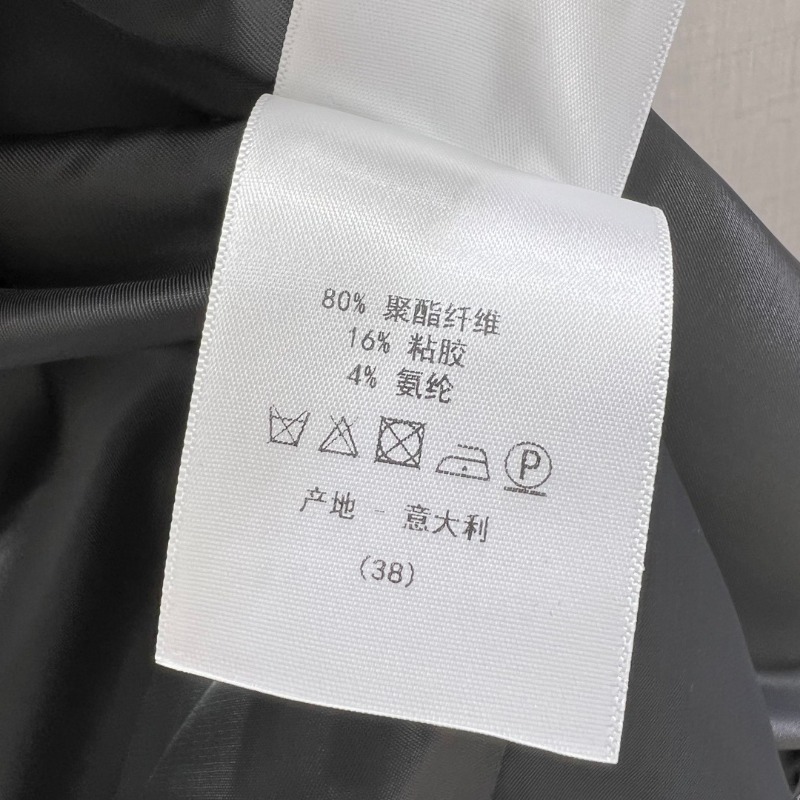 80% 聚酯纤维
16% 粘胶
4% 氨纶
P
产地 - 意大利
(38)